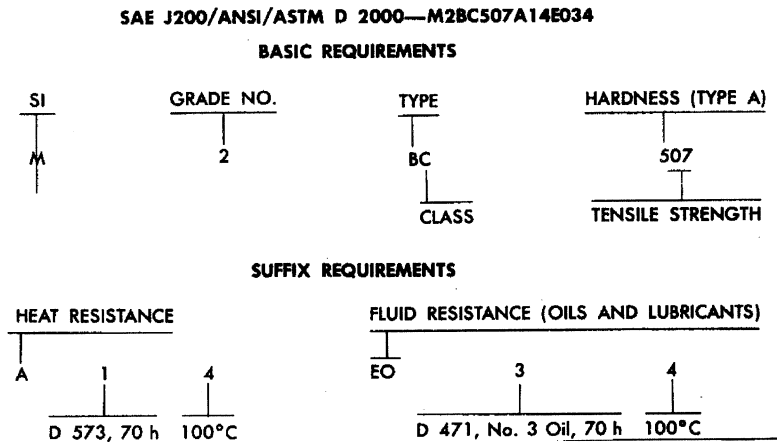 SAE J200/ANSI/ASTM D 2000—M2BC507A14E034
BASIC REQUIREMENTS
SI GRADE NO. TYPE HARDNESS (TYPE A)
M 2 BC 507
CLASS TENSILE STRENGTH
SUFFIX REQUIREMENTS
HEAT RESISTANCE FLUID RESISTANCE (OILS AND LUBRICANTS)
A 1 4 EO 3 4
D 573, 70 h 100°C D 471, No. 3 Oil, 70 h 100°C